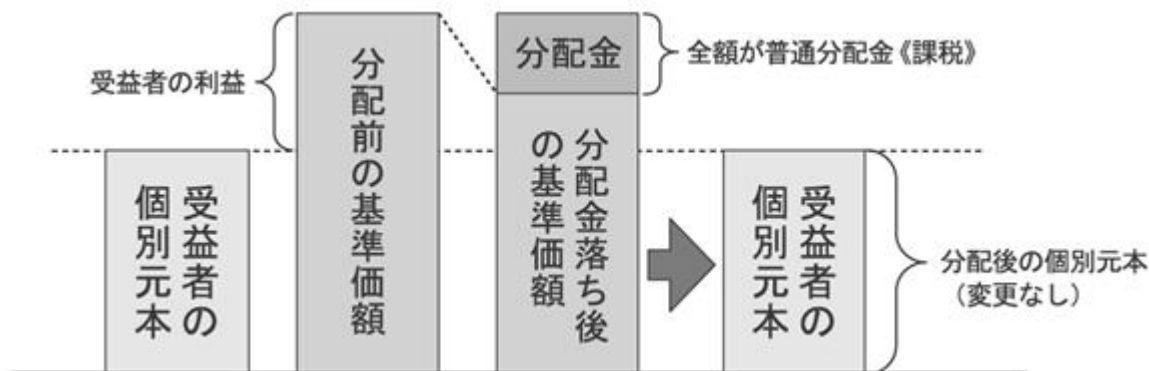 受益者の利益
受益者の
個別元本
分配前の基準価額
分配金
全額が普通分配金《課税》
分配金落ち後
の基準価額
受益者の
個別元本
分配後の個別元本
（変更なし）